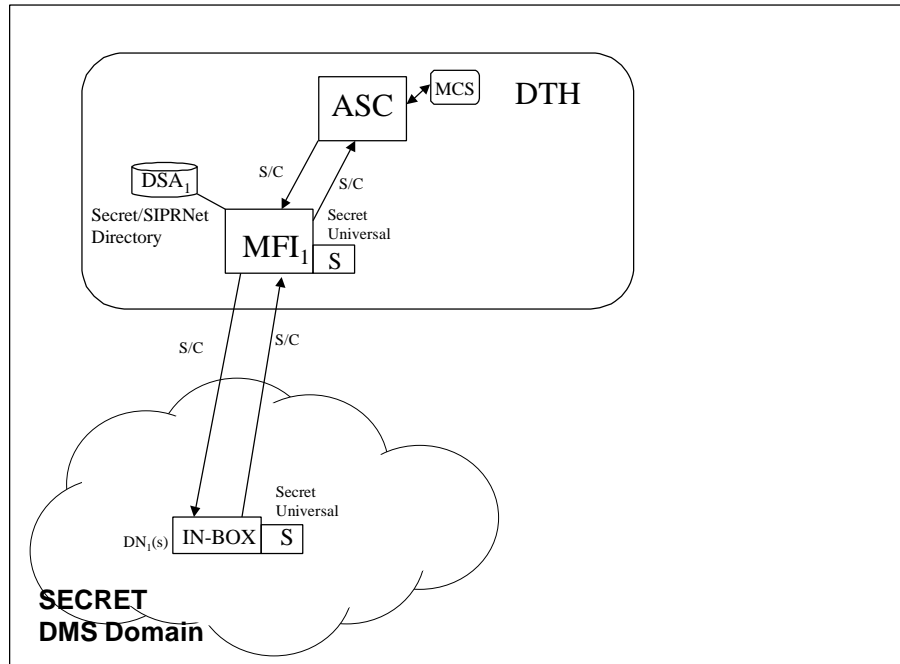 ASC
MCS
DTH
S/C
S/C
DSA₁
Secret/SIPRNet
Directory
MFI₁
Secret
Universal
S
S/C
S/C
Secret
Universal
DN₁(s)
IN-BOX
S
SECRET
DMS Domain